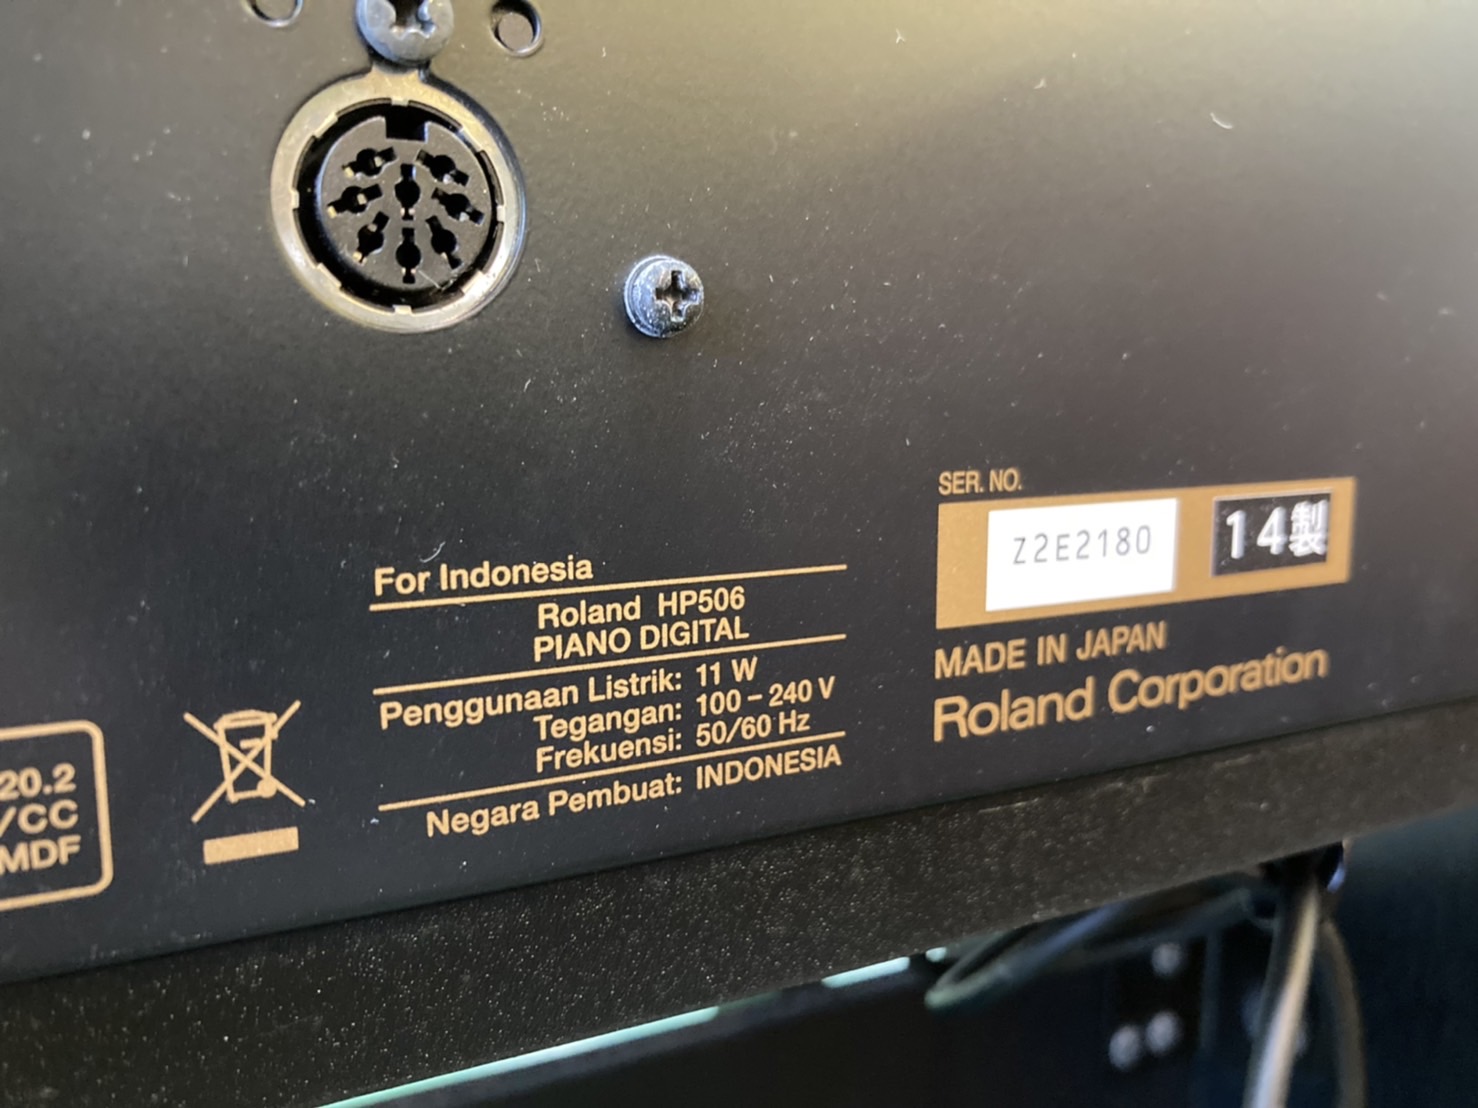 20.2
/CC
MDF
For Indonesia
Roland HP506
PIANO DIGITAL
Penggunaan Listrik: 11 W
Tegangan: 100 – 240 V
Frekuensi: 50/60 Hz
Negara Pembuat: INDONESIA
SER. NO.
Z2E2180
14製
MADE IN JAPAN
Roland Corporation